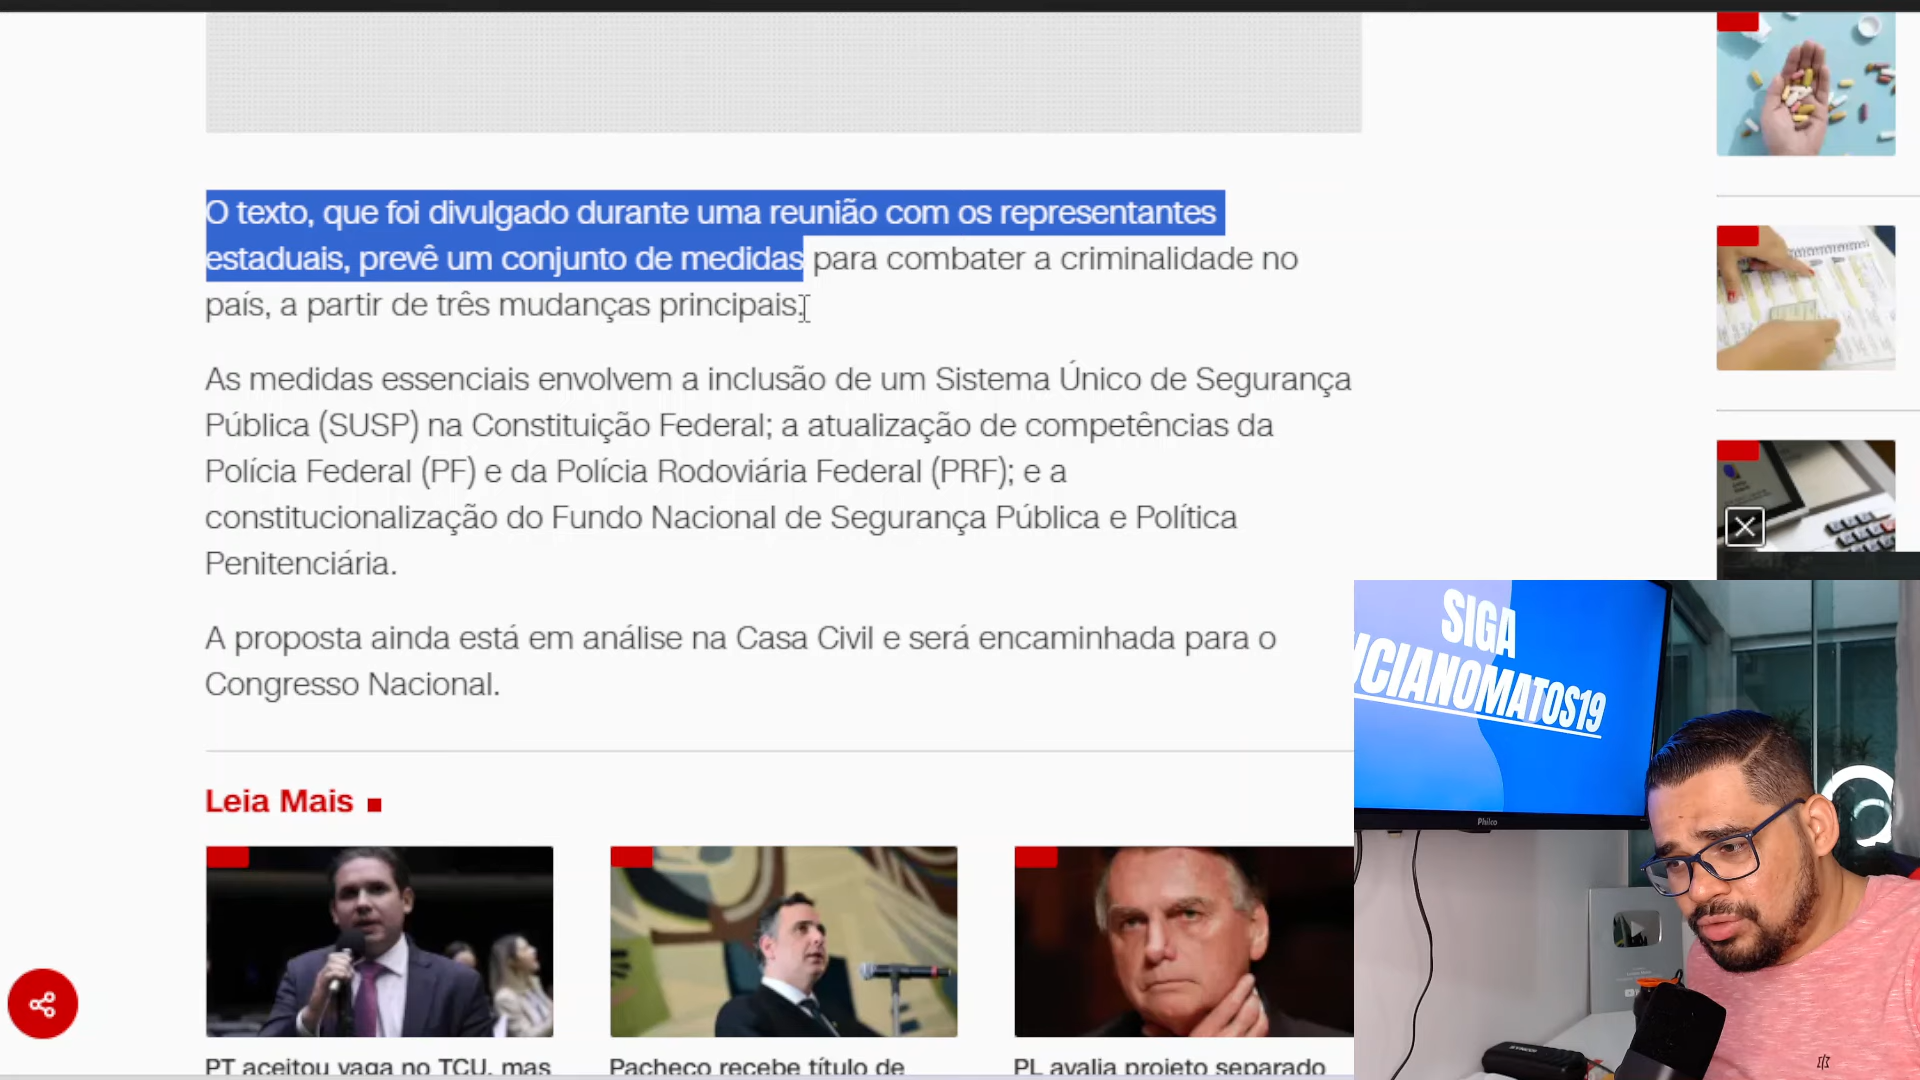 O texto, que foi divulgado durante uma reunião com os representantes
estaduais, prevê um conjunto de medidas para combater a criminalidade no
país, a partir de três mudanças principais.
As medidas essenciais envolvem a inclusão de um Sistema Único de Segurança
Pública (SUSP) na Constituição Federal; a atualização de competências da
Polícia Federal (PF) e da Polícia Rodoviária Federal (PRF); e a
constitucionalização do Fundo Nacional de Segurança Pública e Política
Penitenciária.
A proposta ainda está em análise na Casa Civil e será encaminhada para o
Congresso Nacional.
SIGA
UCIANOMATOS19
Philco
Leia Mais
PT aceitou vaga no TCU, mas
Pacheco recebe título de
PL avalia projeto separado